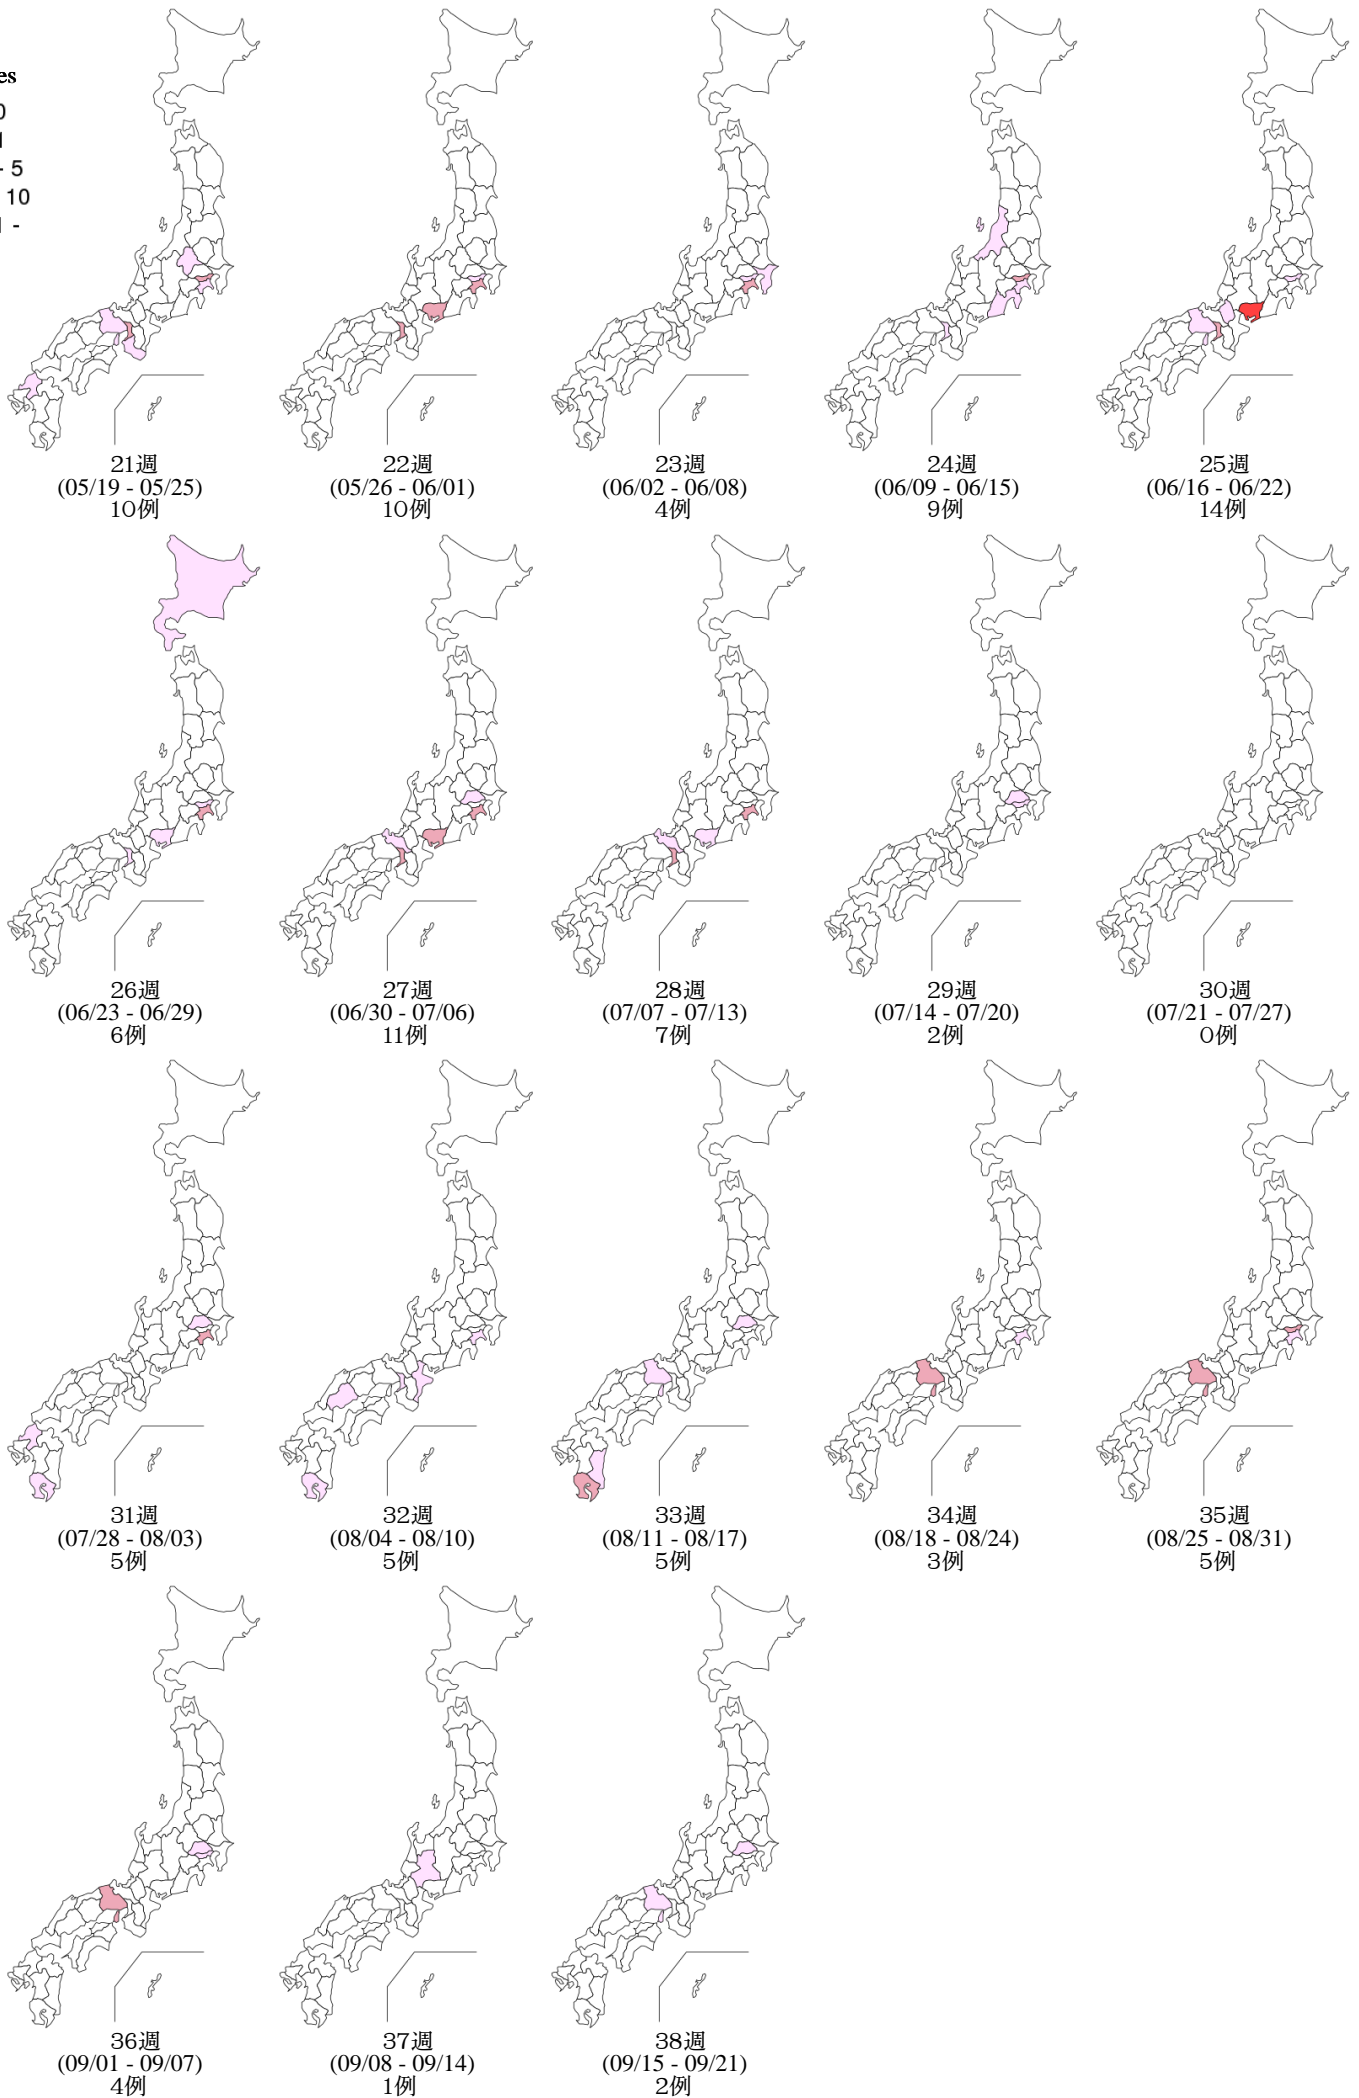 es
0
1
- 5
10
-
21週
(05/19 - 05/25)
10例
22週
(05/26 - 06/01)
10例
23週
(06/02 - 06/08)
4例
24週
(06/09 - 06/15)
9例
25週
(06/16 - 06/22)
14例
26週
(06/23 - 06/29)
6例
27週
(06/30 - 07/06)
11例
28週
(07/07 - 07/13)
7例
29週
(07/14 - 07/20)
2例
30週
(07/21 - 07/27)
0例
31週
(07/28 - 08/03)
5例
32週
(08/04 - 08/10)
5例
33週
(08/11 - 08/17)
5例
34週
(08/18 - 08/24)
3例
35週
(08/25 - 08/31)
5例
36週
(09/01 - 09/07)
4例
37週
(09/08 - 09/14)
1例
38週
(09/15 - 09/21)
2例